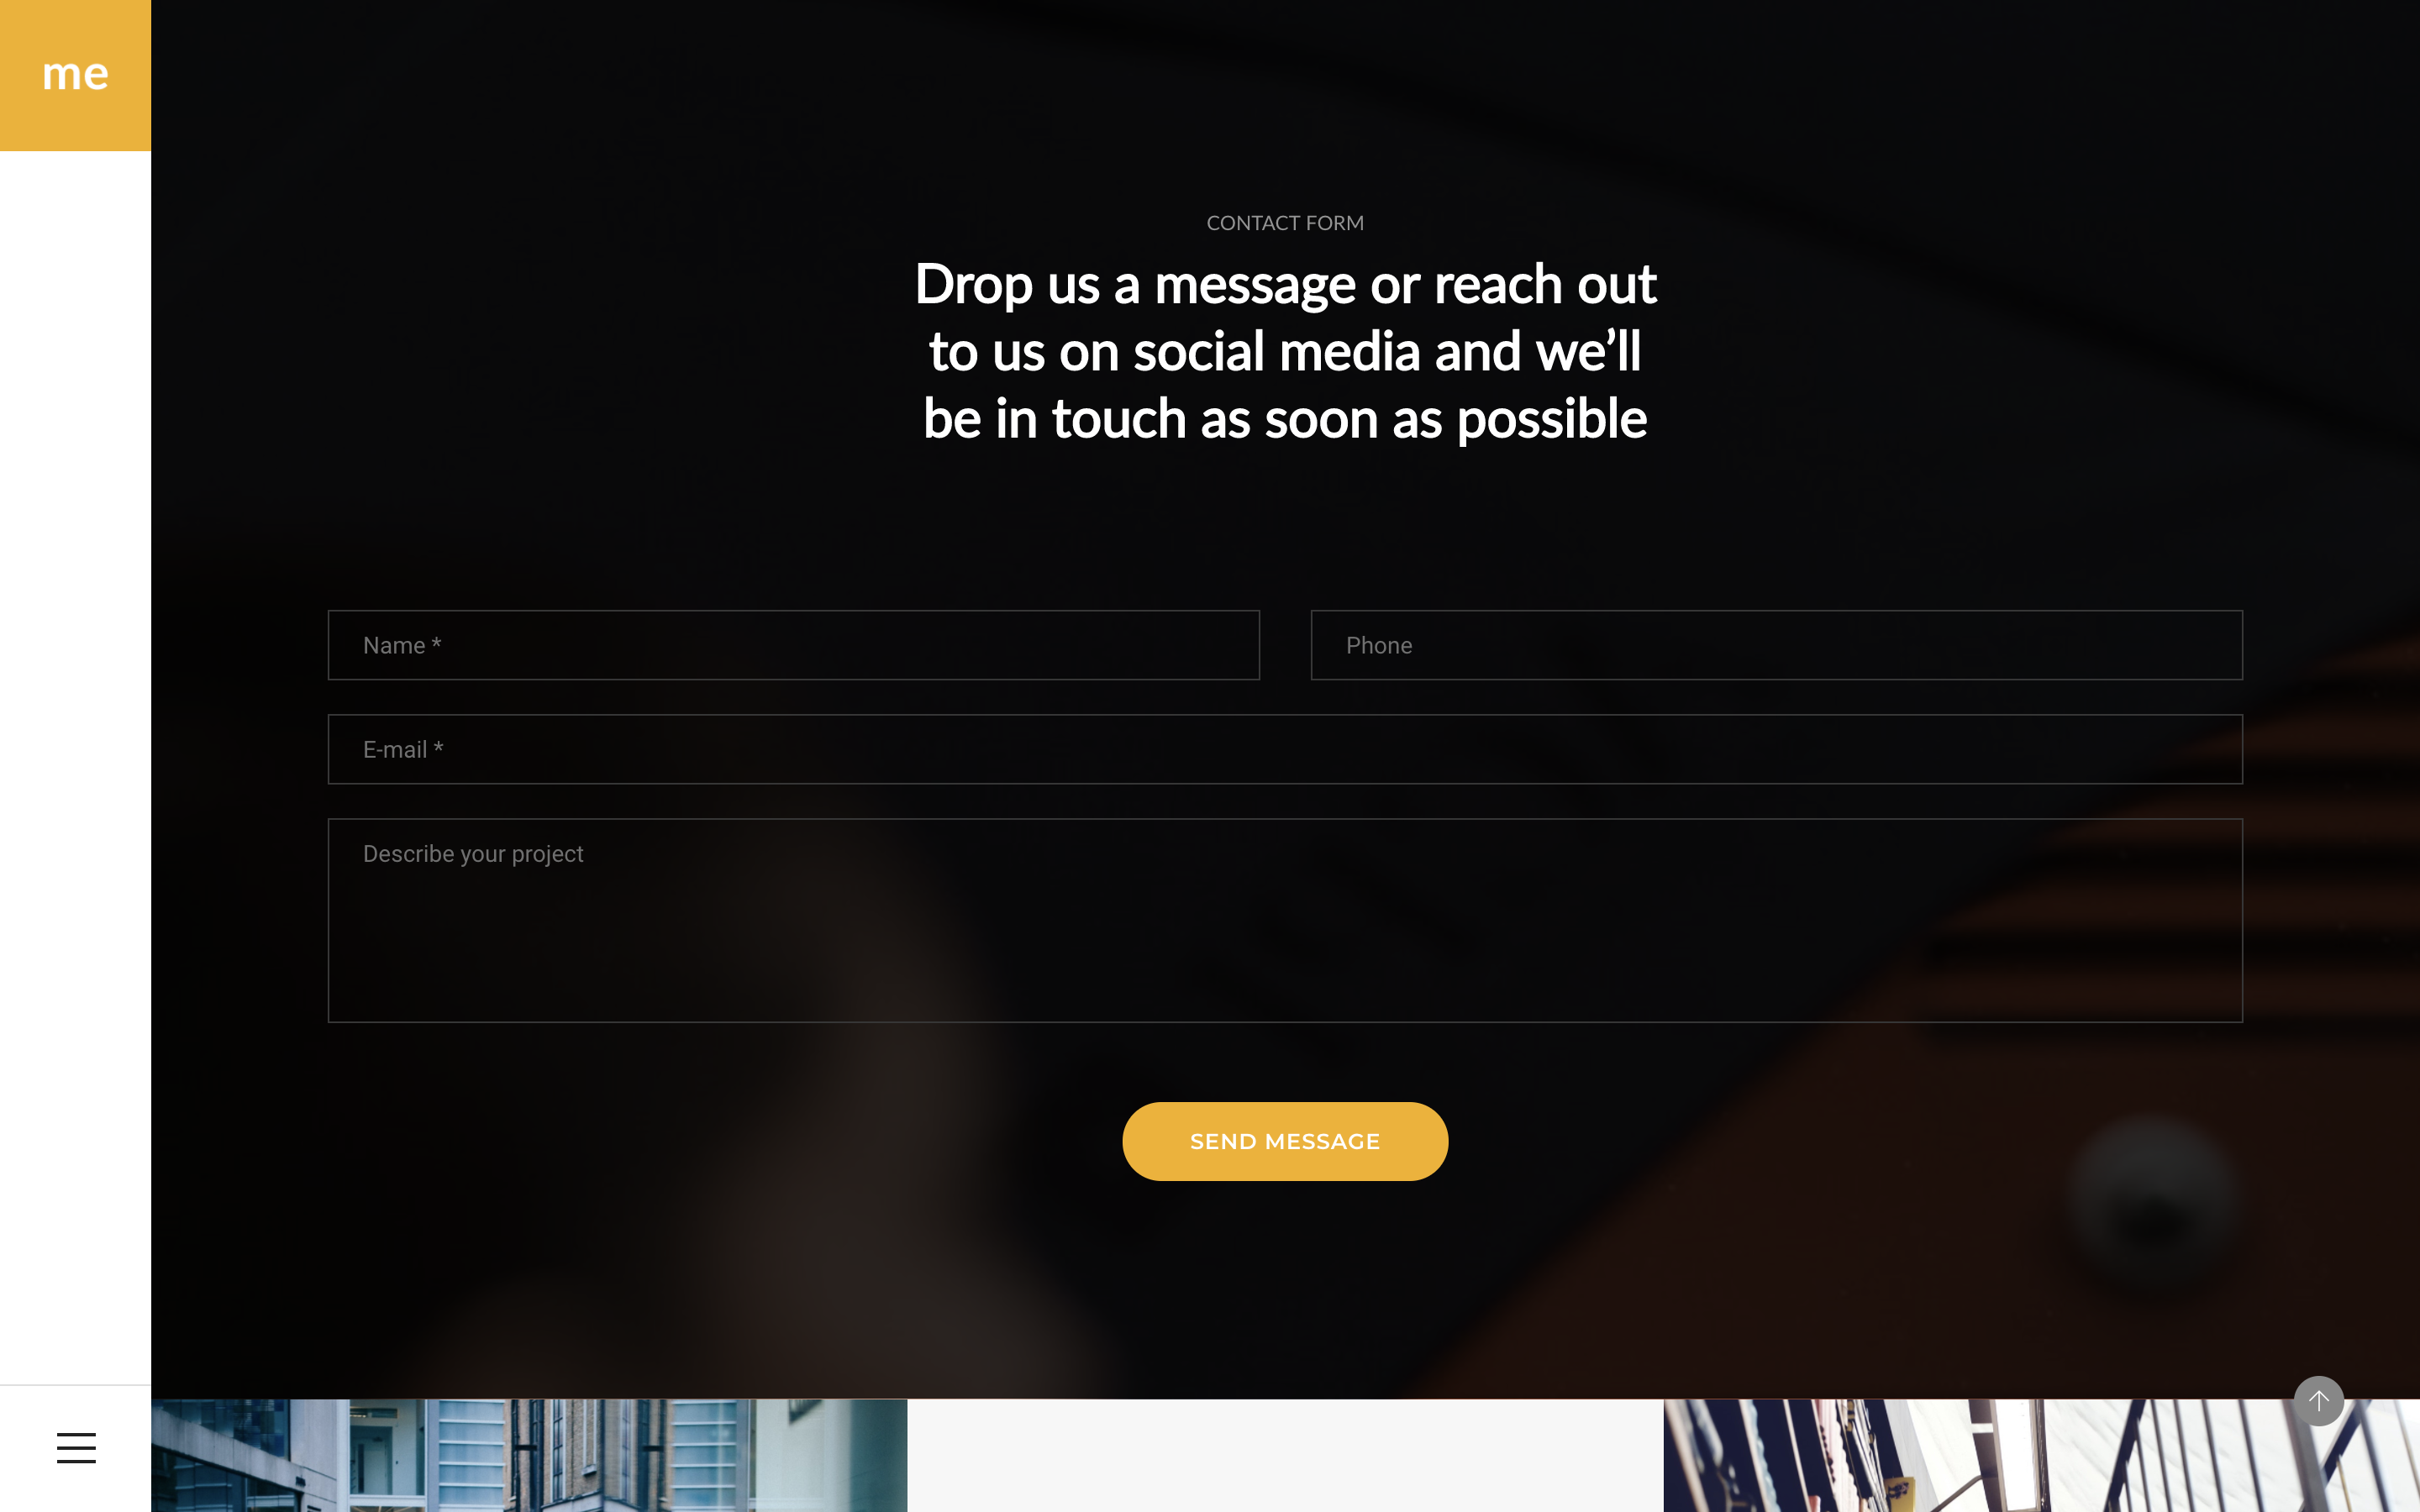 me
CONTACT FORM
Drop us a message or reach out
to us on social media and we’ll
be in touch as soon as possible
Name *
Phone
E-mail *
Describe your project
SEND MESSAGE